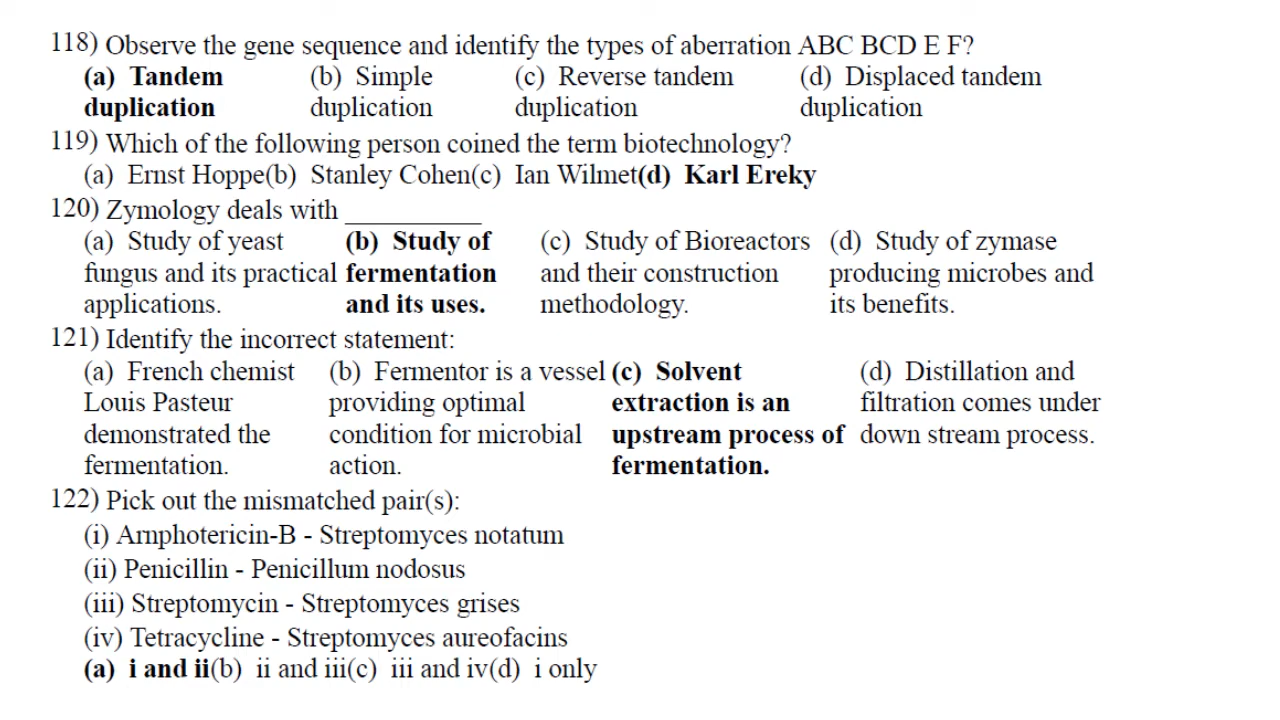 118) Observe the gene sequence and identify the types of aberration ABC BCD E F?
(a) Tandem (b) Simple (c) Reverse tandem (d) Displaced tandem
duplication duplication duplication duplication
119) Which of the following person coined the term biotechnology?
(a) Ernst Hoppe(b) Stanley Cohen(c) Ian Wilmet(d) Karl Ereky
120) Zymology deals with __________
(a) Study of yeast (b) Study of (c) Study of Bioreactors (d) Study of zymase
fungus and its practical fermentation and their construction producing microbes and
applications. and its uses. methodology. its benefits.
121) Identify the incorrect statement:
(a) French chemist (b) Fermentor is a vessel (c) Solvent (d) Distillation and
Louis Pasteur providing optimal extraction is an filtration comes under
demonstrated the condition for microbial upstream process of down stream process.
fermentation. action. fermentation.
122) Pick out the mismatched pair(s):
(i) Arnphotericin-B - Streptomyces notatum
(ii) Penicillin - Penicillum nodosus
(iii) Streptomycin - Streptomyces grises
(iv) Tetracycline - Streptomyces aureofacins
(a) i and ii(b) ii and iii(c) iii and iv(d) i only